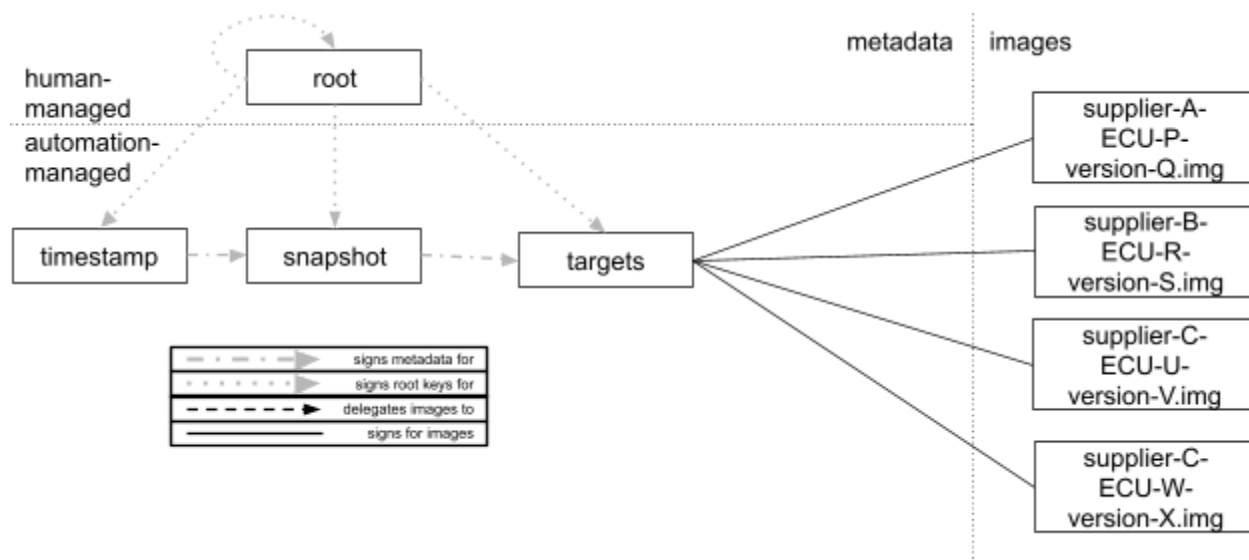 metadata
images
human-
managed
root
automation-
managed
timestamp
snapshot
targets
supplier-A-
ECU-P-
version-Q.img
supplier-B-
ECU-R-
version-S.img
supplier-C-
ECU-U-
version-V.img
supplier-C-
ECU-W-
version-X.img
signs metadata for
signs root keys for
delegates images to
signs for images